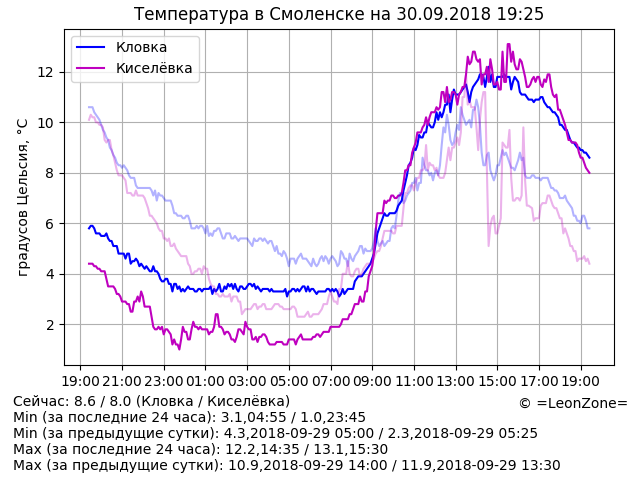 Температура в Смоленске на 30.09.2018 19:25
Кловка
Киселёвка
градусов Цельсия, °C
12
10
8
6
4
2
19:00 21:00 23:00 01:00 03:00 05:00 07:00 09:00 11:00 13:00 15:00 17:00 19:00
Сейчас: 8.6 / 8.0 (Кловка / Киселёвка)
© =LeonZone=
Min (за последние 24 часа): 3.1,04:55 / 1.0,23:45
Min (за предыдущие сутки): 4.3,2018-09-29 05:00 / 2.3,2018-09-29 05:25
Max (за последние 24 часа): 12.2,14:35 / 13.1,15:30
Max (за предыдущие сутки): 10.9,2018-09-29 14:00 / 11.9,2018-09-29 13:30